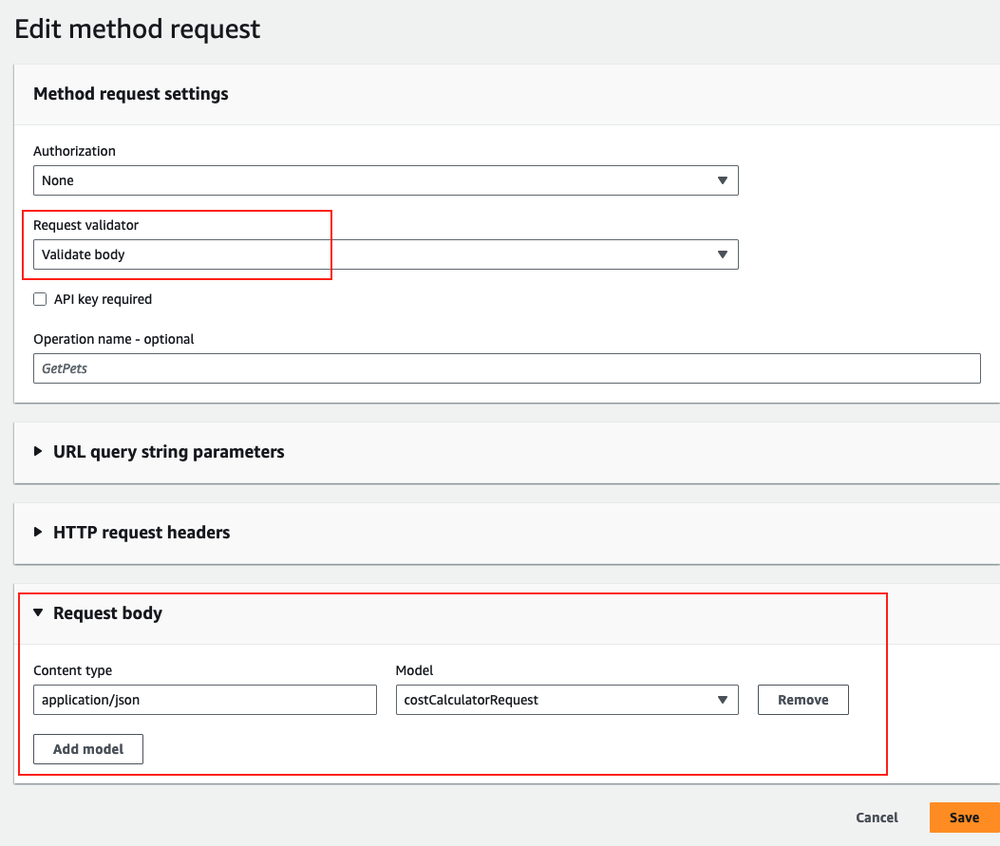 Edit method request
Method request settings
Authorization
None
Request validator
Validate body
API key required
Operation name - optional
GetPets
URL query string parameters
HTTP request headers
Request body
Content type
Model
application/json
costCalculatorRequest
Remove
Add model
Cancel
Save